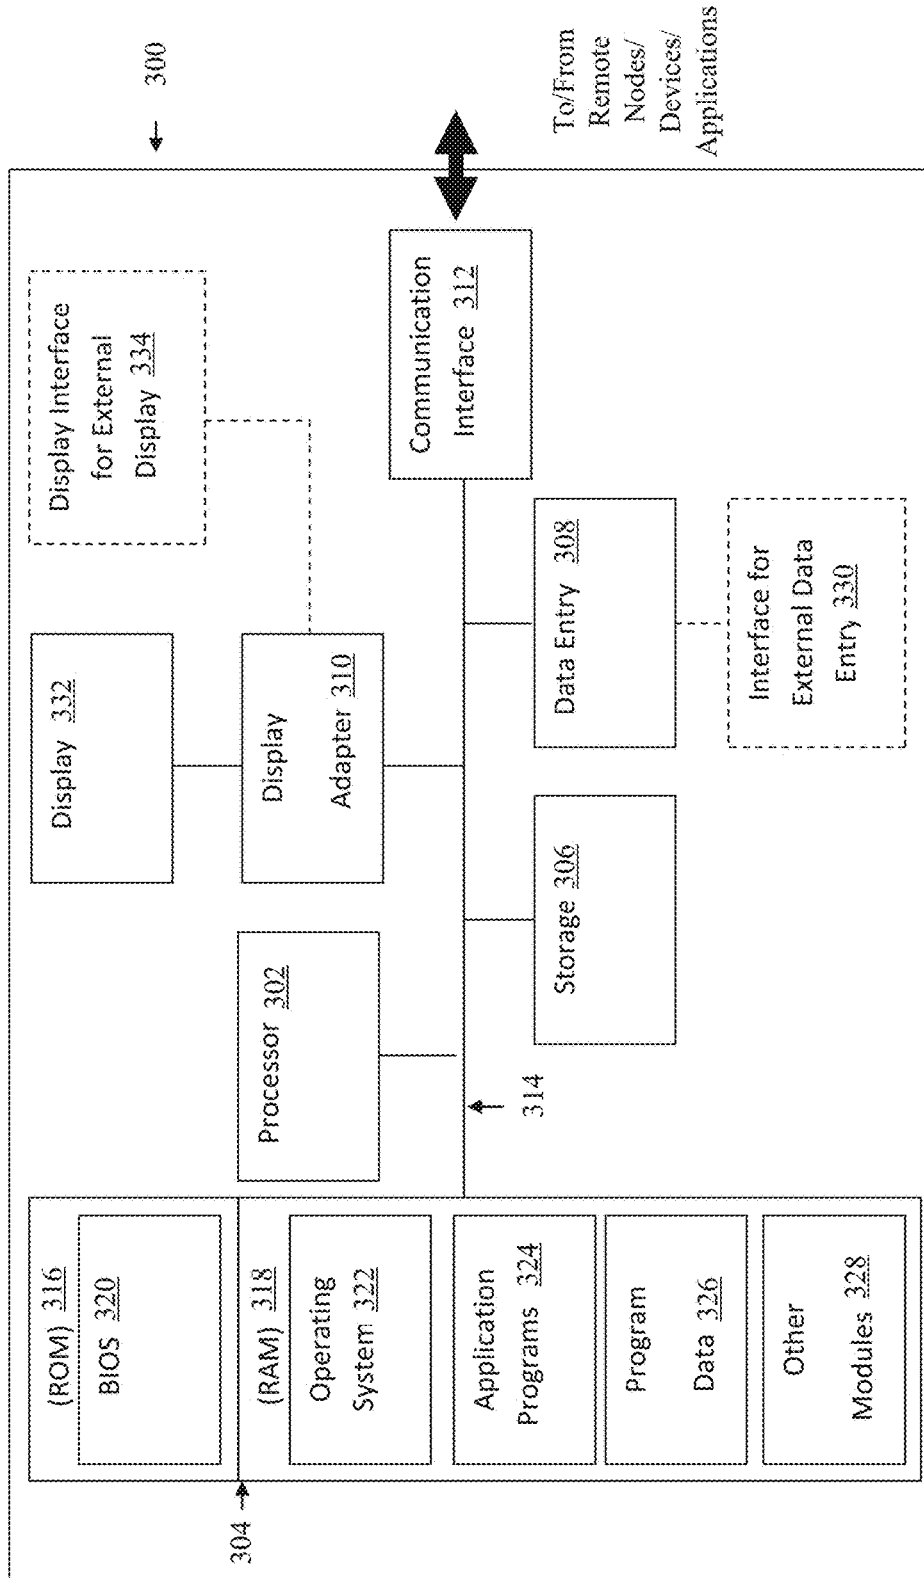 300
To/From
Remote
Nodes/
Devices/
Applications
Display Interface
for External
Display 334
Display 332
Display
Adapter 310
Communication
Interface 312
Processor 302
Data Entry 308
Interface for
External Data
Entry 330
Storage 306
314
304
(ROM) 316
BIOS 320
(RAM) 318
Operating
System 322
Application
Programs 324
Program
Data 326
Other
Modules 328